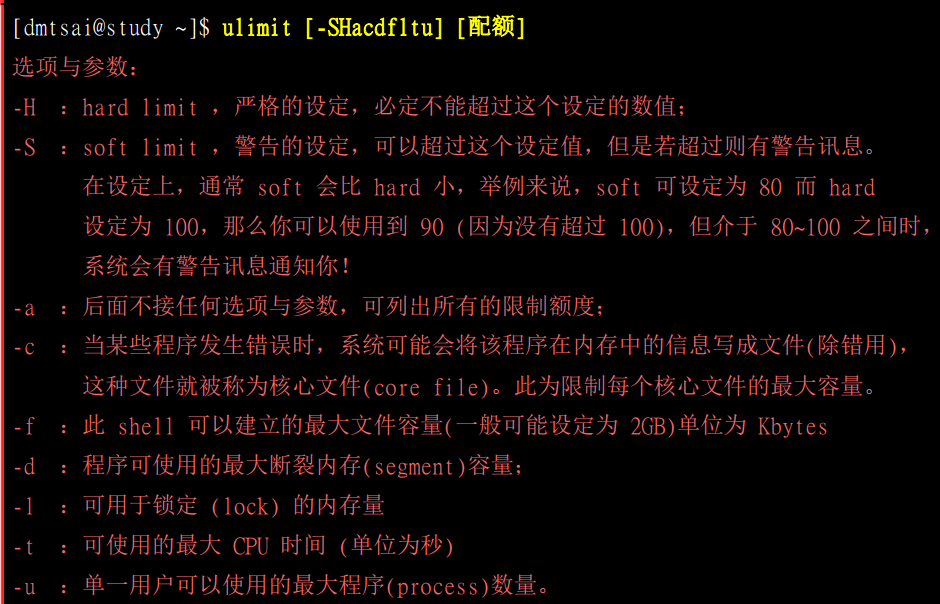 [dmtsai@study ~]$ ulimit [-SHacdfltu] [配额]
选项与参数：
-H ：hard limit ，严格的设定，必定不能超过这个设定的数值；
-S ：soft limit ，警告的设定，可以超过这个设定值，但是若超过则有警告讯息。
在设定上，通常 soft 会比 hard 小，举例来说，soft 可设定为 80 而 hard
设定为 100，那么你可以使用到 90 (因为没有超过 100)，但介于 80~100 之间时，
系统会有警告讯息通知你！
-a ：后面不接任何选项与参数，可列出所有的限制额度；
-c ：当某些程序发生错误时，系统可能会将该程序在内存中的信息写成文件(除错用)，
这种文件就被称为核心文件(core file)。此为限制每个核心文件的最大容量。
-f ：此 shell 可以建立的最大文件容量(一般可能设定为 2GB)单位为 Kbytes
-d ：程序可使用的最大断裂内存(segment)容量；
-l ：可用于锁定 (lock) 的内存量
-t ：可使用的最大 CPU 时间 (单位为秒)
-u ：单一用户可以使用的最大程序(process)数量。